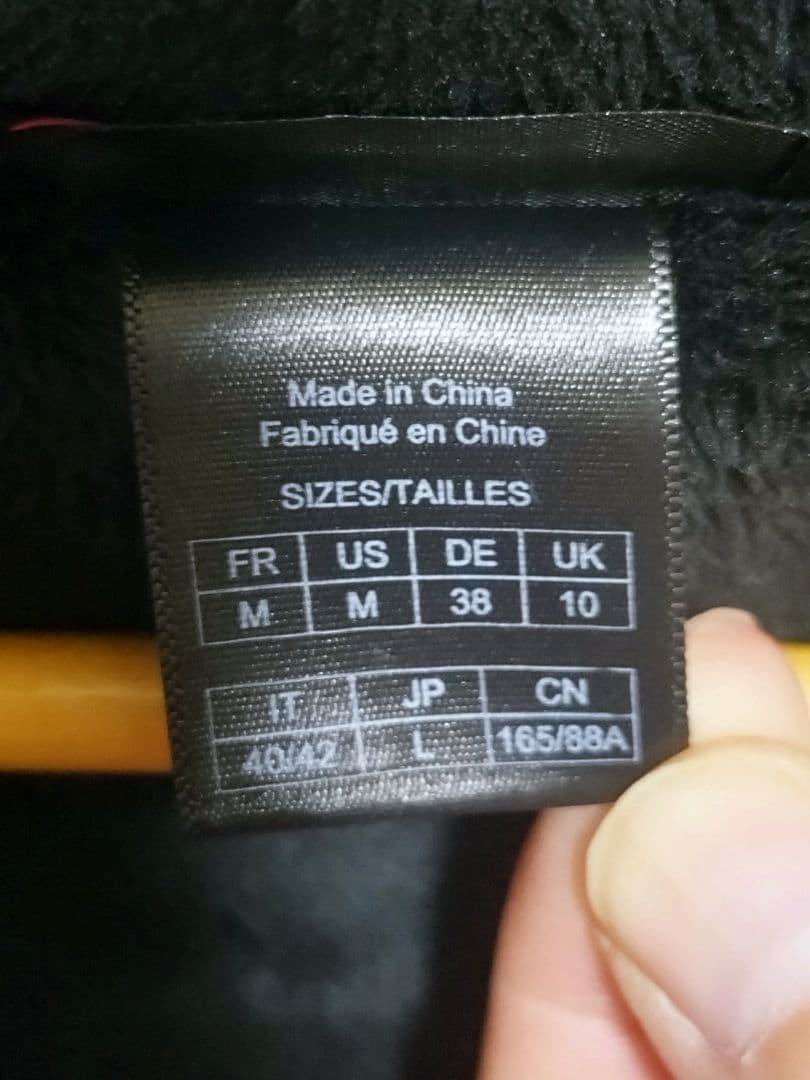 Made in China
Fabriqué en Chine
SIZES/TAILLES
FR US DE UK
M M 38 10
IT JP CN
40/42 L 165/88A